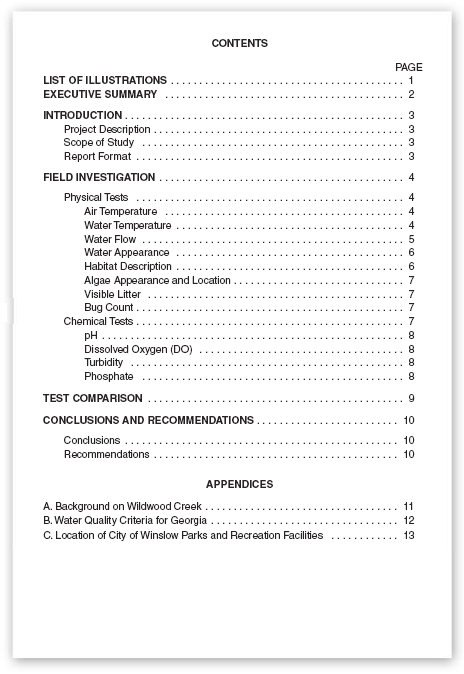 CONTENTS
PAGE
LIST OF ILLUSTRATIONS . . . . . . . . . . . . . . . . . . . . . . . . . . . . . . . . . . . . . . . 1
EXECUTIVE SUMMARY . . . . . . . . . . . . . . . . . . . . . . . . . . . . . . . . . . . . . . . . 2
INTRODUCTION . . . . . . . . . . . . . . . . . . . . . . . . . . . . . . . . . . . . . . . . . . . . . . 3
Project Description . . . . . . . . . . . . . . . . . . . . . . . . . . . . . . . . . . . . . . . . . . 3
Scope of Study . . . . . . . . . . . . . . . . . . . . . . . . . . . . . . . . . . . . . . . . . . . . 3
Report Format . . . . . . . . . . . . . . . . . . . . . . . . . . . . . . . . . . . . . . . . . . . . . 3
FIELD INVESTIGATION . . . . . . . . . . . . . . . . . . . . . . . . . . . . . . . . . . . . . . . . . 4
Physical Tests . . . . . . . . . . . . . . . . . . . . . . . . . . . . . . . . . . . . . . . . . . . . . 4
Air Temperature . . . . . . . . . . . . . . . . . . . . . . . . . . . . . . . . . . . . . . . . 4
Water Temperature . . . . . . . . . . . . . . . . . . . . . . . . . . . . . . . . . . . . . . 4
Water Flow . . . . . . . . . . . . . . . . . . . . . . . . . . . . . . . . . . . . . . . . . . . . 5
Water Appearance . . . . . . . . . . . . . . . . . . . . . . . . . . . . . . . . . . . . . . 6
Habitat Description . . . . . . . . . . . . . . . . . . . . . . . . . . . . . . . . . . . . . . 6
Algae Appearance and Location . . . . . . . . . . . . . . . . . . . . . . . . . . . . 7
Visible Litter . . . . . . . . . . . . . . . . . . . . . . . . . . . . . . . . . . . . . . . . . . . 7
Bug Count . . . . . . . . . . . . . . . . . . . . . . . . . . . . . . . . . . . . . . . . . . . . . 7
Chemical Tests . . . . . . . . . . . . . . . . . . . . . . . . . . . . . . . . . . . . . . . . . . . . . 7
pH . . . . . . . . . . . . . . . . . . . . . . . . . . . . . . . . . . . . . . . . . . . . . . . . . . . 8
Dissolved Oxygen (DO) . . . . . . . . . . . . . . . . . . . . . . . . . . . . . . . . . . 8
Turbidity . . . . . . . . . . . . . . . . . . . . . . . . . . . . . . . . . . . . . . . . . . . . . . 8
Phosphate . . . . . . . . . . . . . . . . . . . . . . . . . . . . . . . . . . . . . . . . . . . . 8
TEST COMPARISON . . . . . . . . . . . . . . . . . . . . . . . . . . . . . . . . . . . . . . . . . . . 9
CONCLUSIONS AND RECOMMENDATIONS . . . . . . . . . . . . . . . . . . . . . . . . 10
Conclusions . . . . . . . . . . . . . . . . . . . . . . . . . . . . . . . . . . . . . . . . . . . . . . 10
Recommendations . . . . . . . . . . . . . . . . . . . . . . . . . . . . . . . . . . . . . . . . . 10
APPENDICES
A. Background on Wildwood Creek . . . . . . . . . . . . . . . . . . . . . . . . . . . . . . . . . 11
B. Water Quality Criteria for Georgia . . . . . . . . . . . . . . . . . . . . . . . . . . . . . . . . 12
C. Location of City of Winslow Parks and Recreation Facilities . . . . . . . . . . . . 13